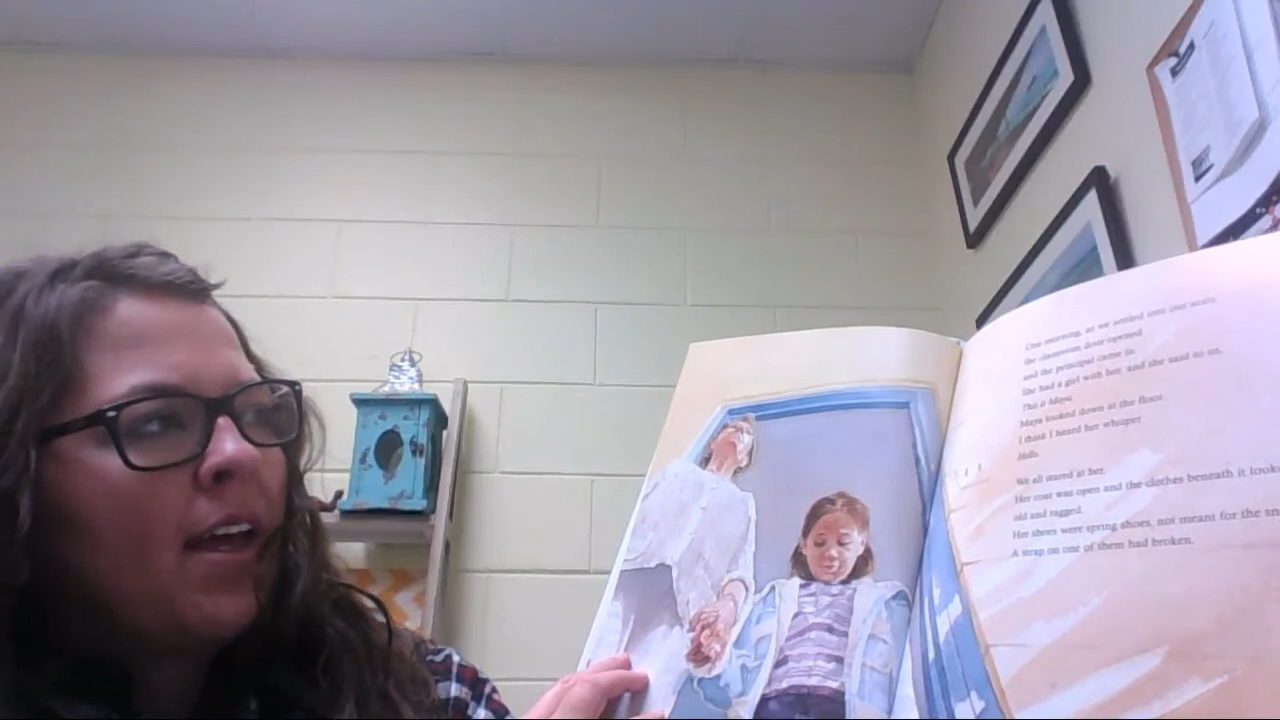 One morning, as we settled into our seats
the classroom door opened
and the principal came in.
She had a girl with her, and she said to us,
This is Maya.
Maya looked down at the floor.
I think I heard her whisper
Hello.
We all stared at her.
Her coat was open and the clothes beneath it look
old and ragged.
Her shoes were spring shoes, not meant for the sn
A strap on one of them had broken.